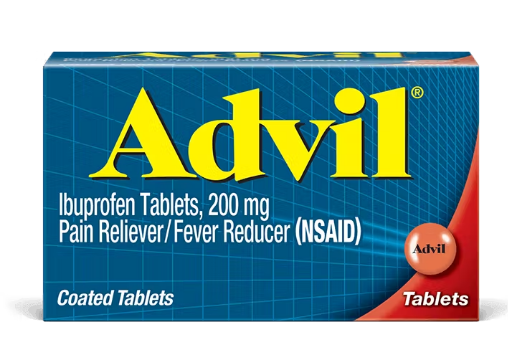 Advil®
Ibuprofen Tablets, 200 mg
Pain Reliever/Fever Reducer (NSAID)
Advil
Coated Tablets
Tablets